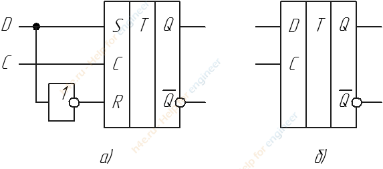 D S T Q D T Q
C C C
1 R Q Q
а) б)